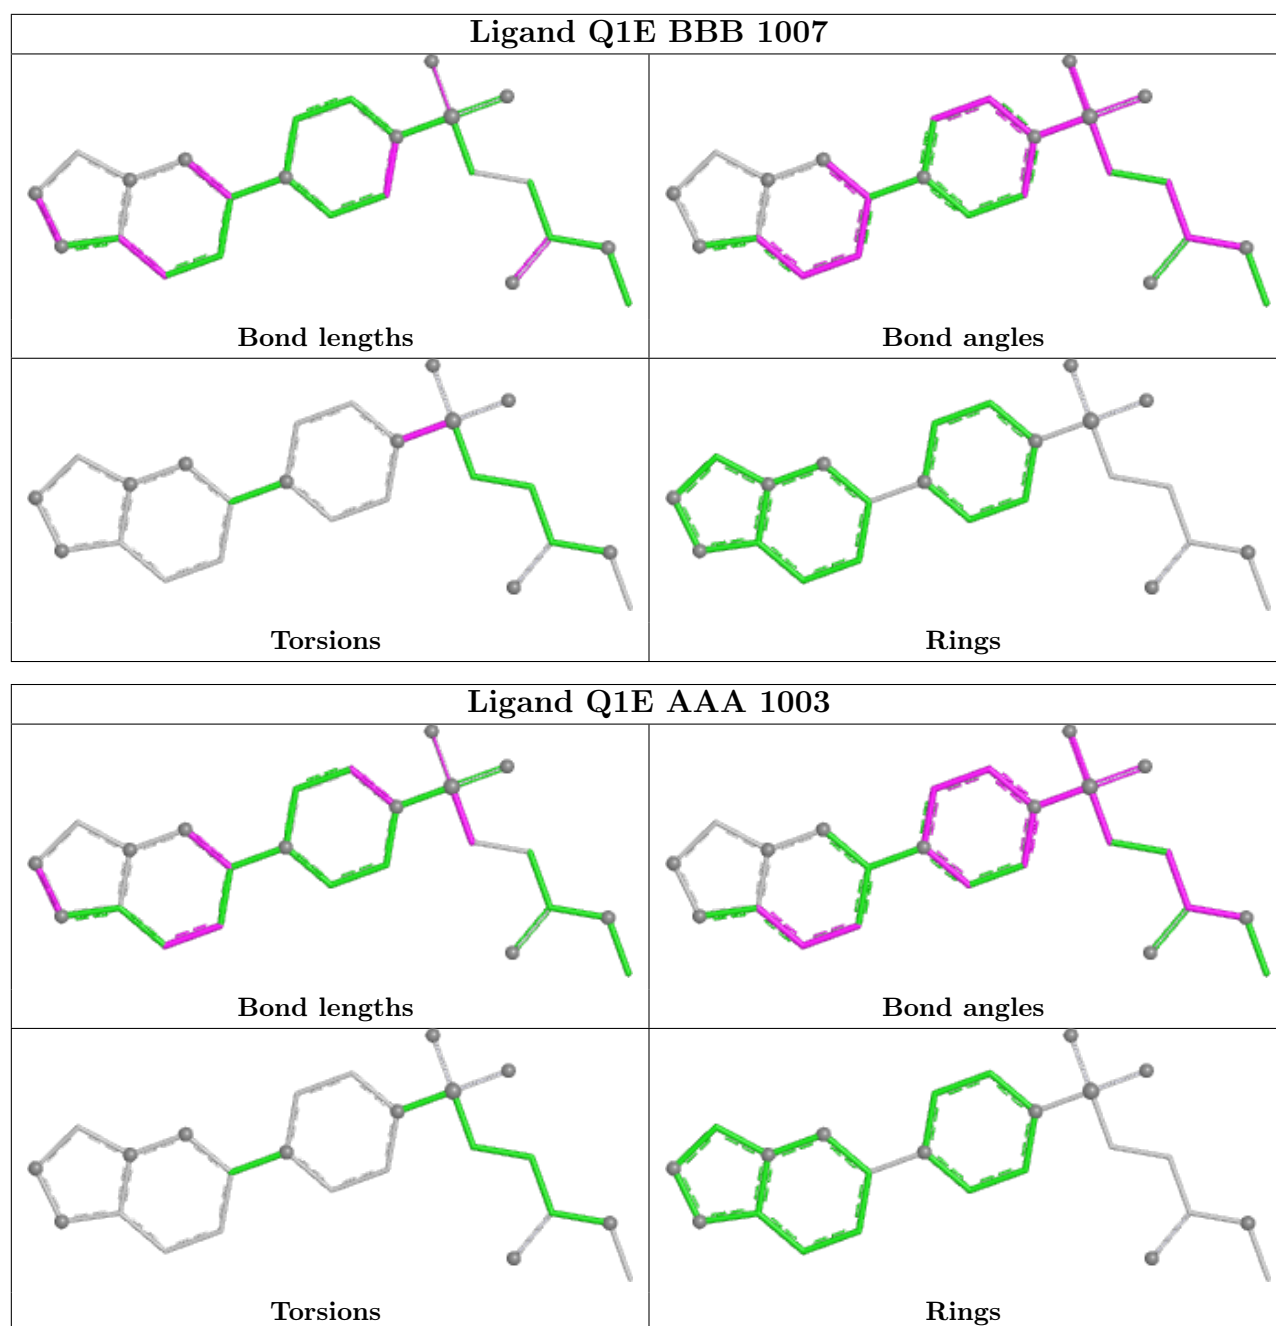 Ligand Q1E BBB 1007
Bond lengths
Bond angles
Torsions
Rings
Ligand Q1E AAA 1003
Bond lengths
Bond angles
Torsions
Rings